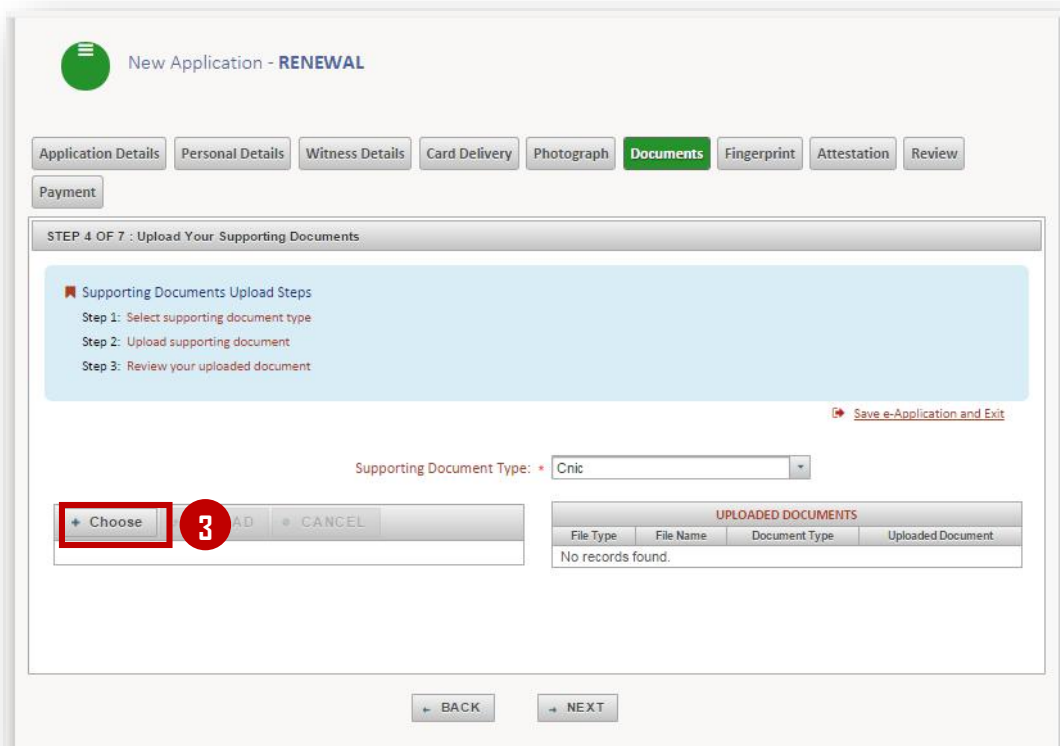 New Application - RENEWAL
Application Details Personal Details Witness Details Card Delivery Photograph Documents Fingerprint Attestation Review
Payment
STEP 4 OF 7 : Upload Your Supporting Documents
Supporting Documents Upload Steps
Step 1: Select supporting document type
Step 2: Upload supporting document
Step 3: Review your uploaded document
Save e-Application and Exit
Supporting Document Type: * Cnic
+ Choose 3 AD CANCEL
UPLOADED DOCUMENTS
File Type File Name Document Type Uploaded Document
No records found.
BACK NEXT